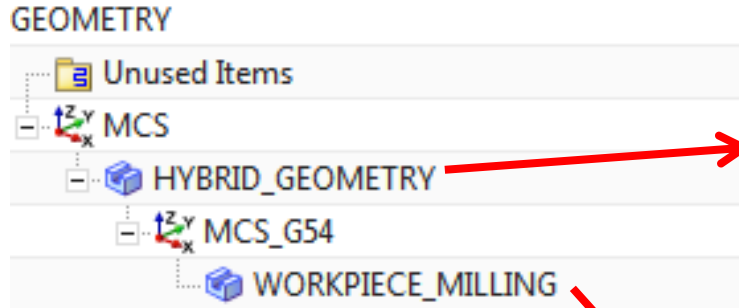 GEOMETRY
Unused Items
MCS
HYBRID_GEOMETRY
MCS_G54
WORKPIECE_MILLING